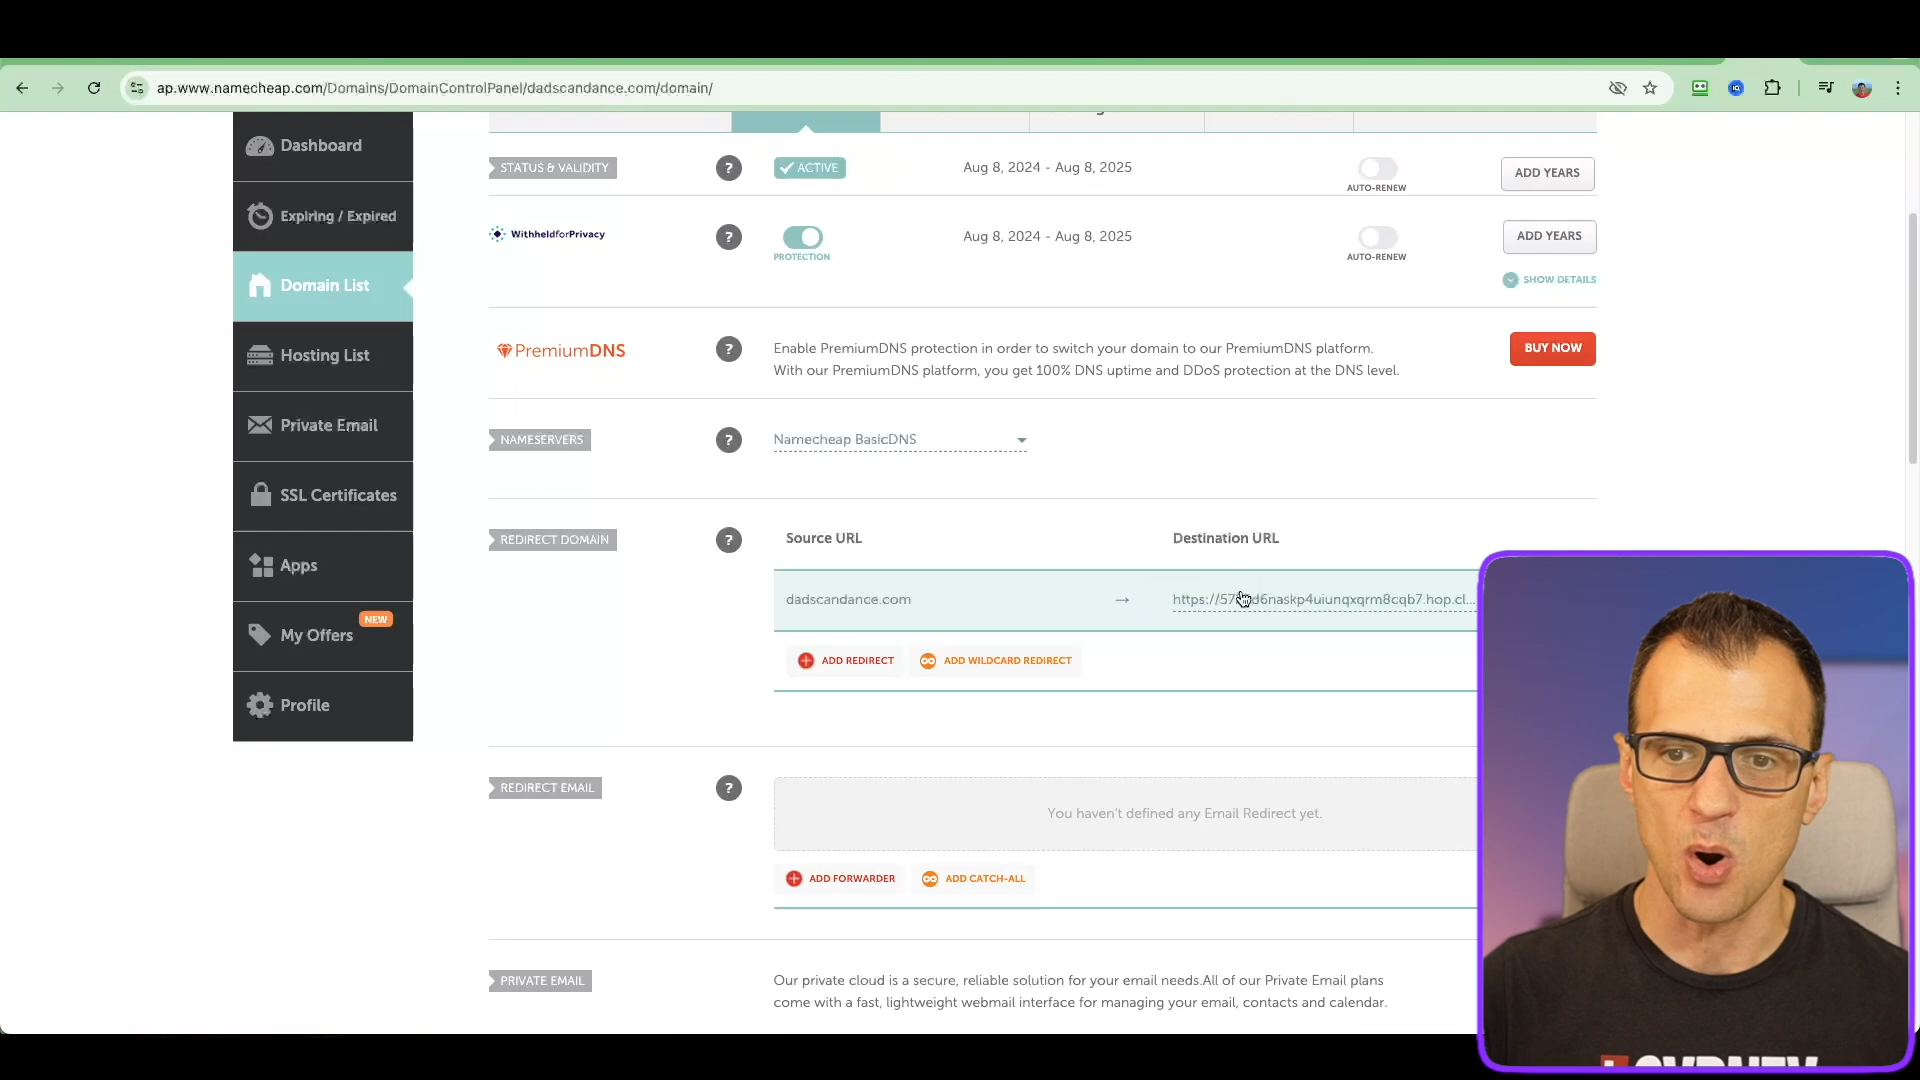 ap.www.namecheap.com/Domains/DomainControlPanel/dadscandance.com/domain/
Dashboard
Expiring / Expired
Domain List
Hosting List
Private Email
SSL Certificates
Apps
NEW
My Offers
Profile
STATUS & VALIDITY
?
ACTIVE
Aug 8, 2024 - Aug 8, 2025
AUTO-RENEW
ADD YEARS
WithheldforPrivacy
?
PROTECTION
Aug 8, 2024 - Aug 8, 2025
AUTO-RENEW
ADD YEARS
SHOW DETAILS
PremiumDNS
?
Enable PremiumDNS protection in order to switch your domain to our PremiumDNS platform.
With our PremiumDNS platform, you get 100% DNS uptime and DDoS protection at the DNS level.
BUY NOW
NAMESERVERS
?
Namecheap BasicDNS
REDIRECT DOMAIN
?
Source URL
Destination URL
dadscandance.com
→
ADD REDIRECT
ADD WILDCARD REDIRECT
REDIRECT EMAIL
?
You haven't defined any Email Redirect yet.
ADD FORWARDER
ADD CATCH-ALL
PRIVATE EMAIL
Our private cloud is a secure, reliable solution for your email needs.All of our Private Email plans
come with a fast, lightweight webmail interface for managing your email, contacts and calendar.